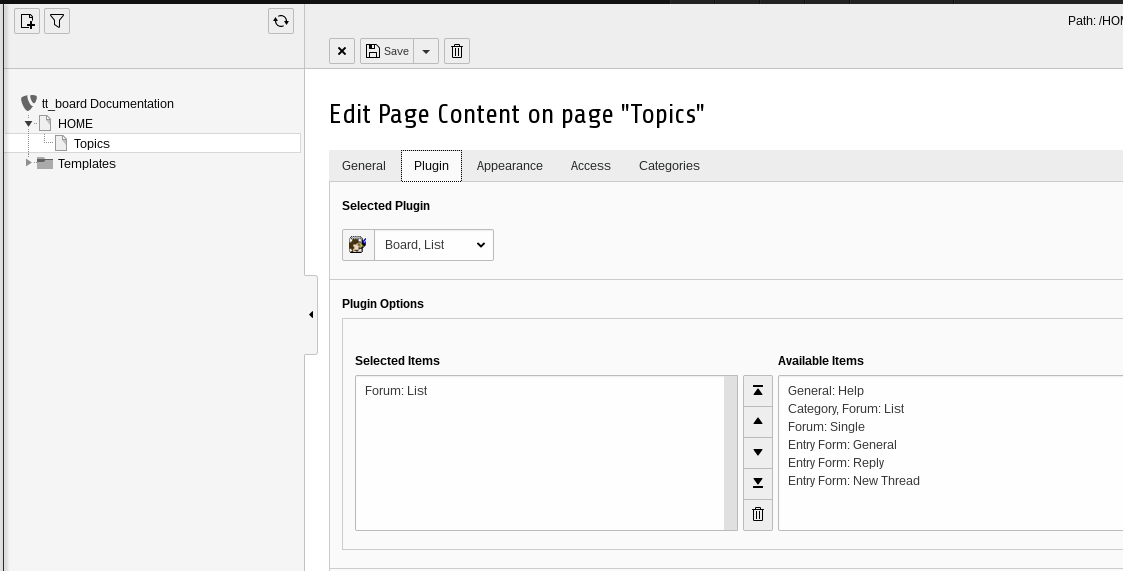 Path: /HOM
Save
tt_board Documentation
HOME
Topics
Templates
Edit Page Content on page "Topics"
General Plugin Appearance Access Categories
Selected Plugin
Board, List
Plugin Options
Selected Items
Forum: List
Available Items
General: Help
Category, Forum: List
Forum: Single
Entry Form: General
Entry Form: Reply
Entry Form: New Thread